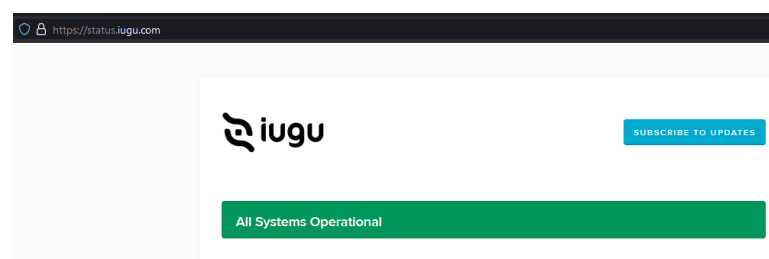 https://status.iugu.com
iugu
SUBSCRIBE TO UPDATES
All Systems Operational